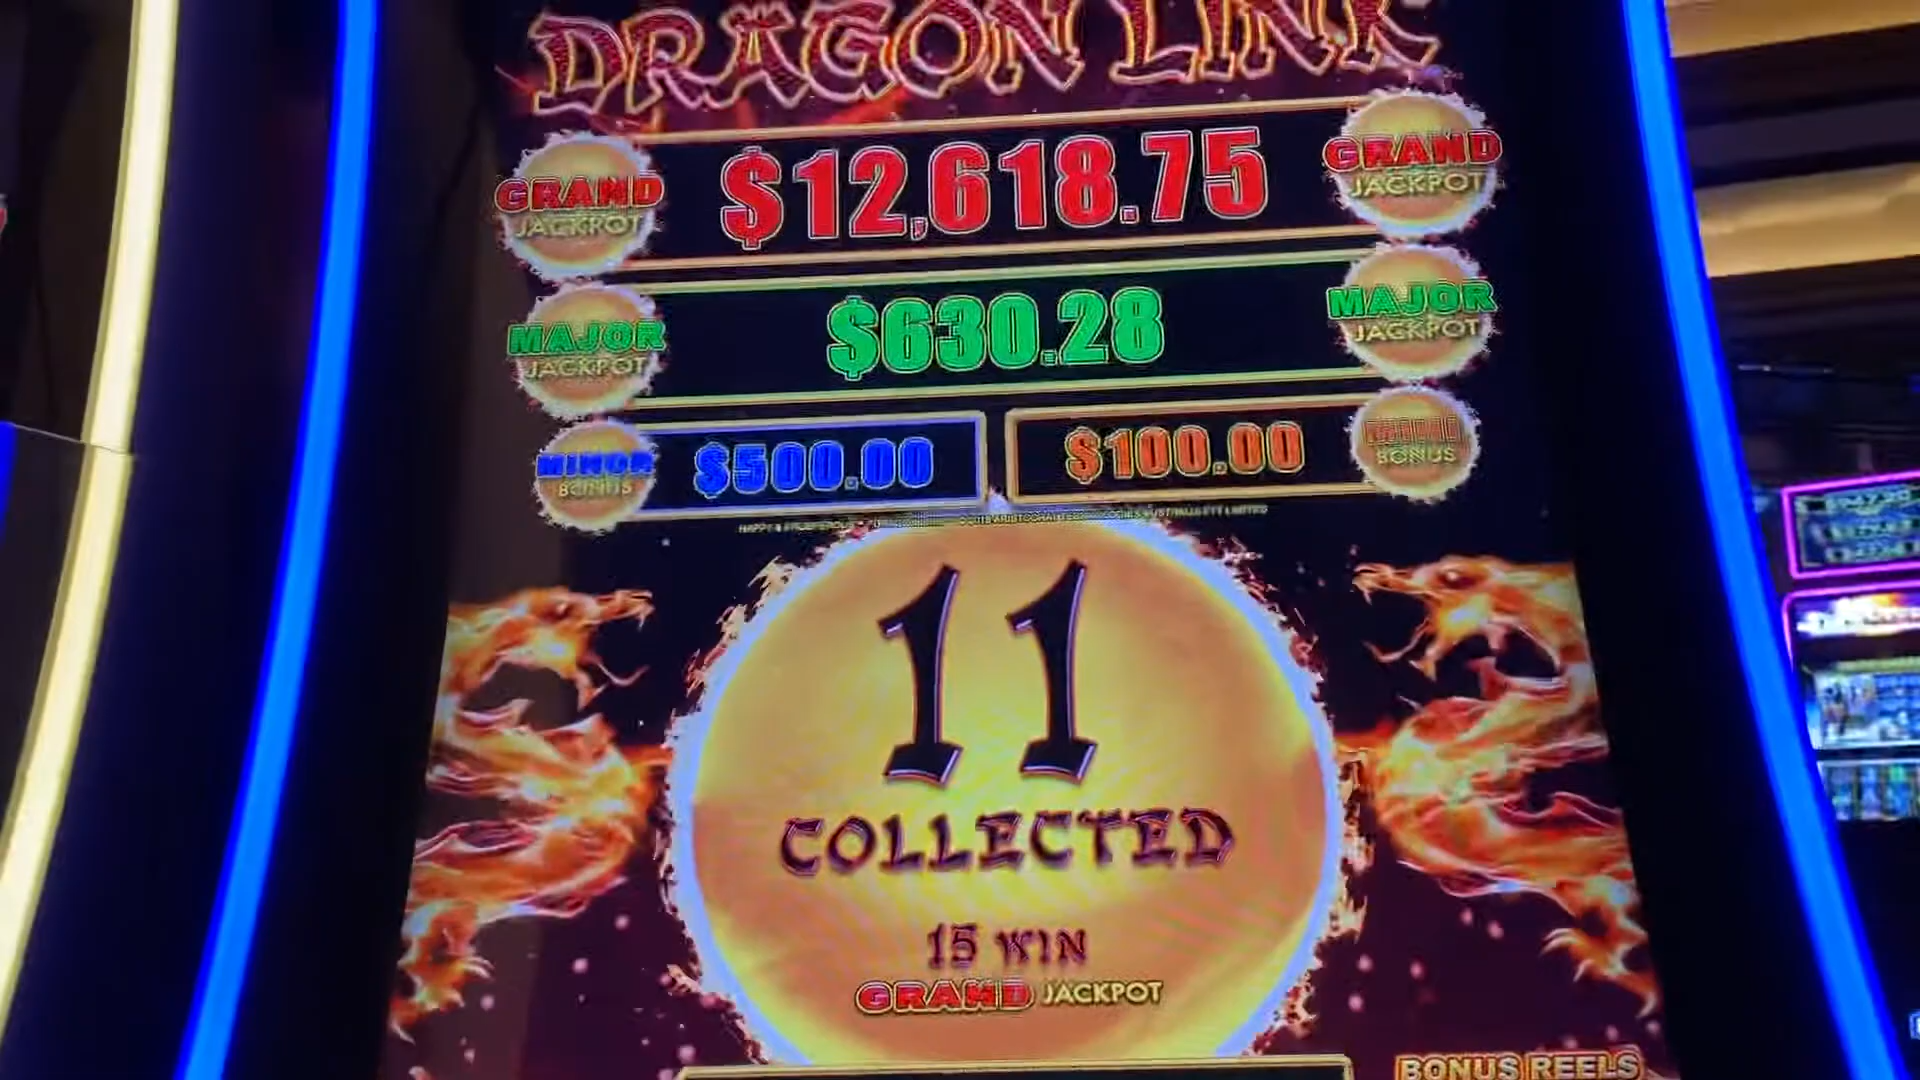 DRAGON LINK
GRAND
JACKPOT
$12,618.75
GRAND
JACKPOT
MAJOR
JACKPOT
$630.28
MAJOR
JACKPOT
MINOR
BONUS
$500.00
$100.00
BONUS
11
COLLECTED
15 WIN
GRAND JACKPOT
BONUS REELS